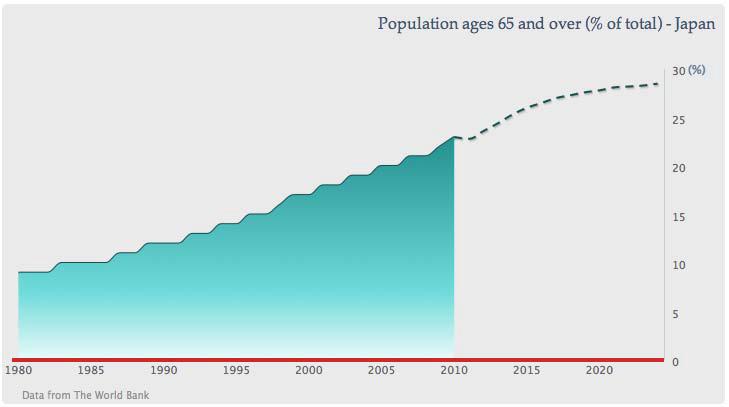 Population ages 65 and over (% of total) - Japan
30 (%)
25
20
15
10
5
0
1980 1985 1990 1995 2000 2005 2010 2015 2020
Data from The World Bank